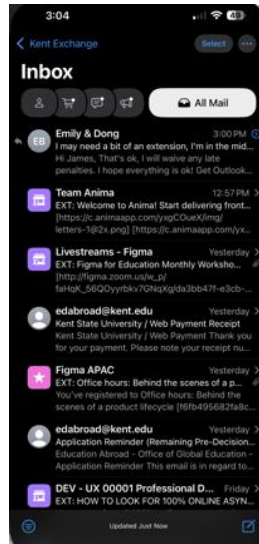 3:04
49
Kent Exchange
Select
Inbox
All Mail
EB
Emily & Dong
3:00 PM
I may need a bit of an extension, I'm in the mid...
Hi James, That's ok, I will waive any late
penalties. I hope everything is ok! Get Outlook...
Team Anima
12:57 PM
EXT: Welcome to Anima! Start delivering front...
[https://c.animaapp.com/yxgCOueX/img/
letters-1@2x.png] [https://c.animaapp.com/yx...
Livestreams - Figma
Yesterday
EXT: Figma for Education Monthly Worksho...
[http://figma.zoom.us/w_p/
faHqK_56QOyyrbkv7GNqXg/da3bb47f-e3cb-...
edabroad@kent.edu
Yesterday
Kent State University / Web Payment Receipt
Kent State University / Web Payment Thank you
for your payment. Please note your receipt nu...
Figma APAC
Yesterday
EXT: Office hours: Behind the scenes of a p...
You've registered to Office hours: Behind the
scenes of a product lifecycle [f6fb495682fa8c...
edabroad@kent.edu
Yesterday
Application Reminder (Remaining Pre-Decision...
Education Abroad - Office of Global Education -
Application Reminder This email is in regard to...
DEV - UX 00001 Professional D...
Friday
EXT: HOW TO LOOK FOR 100% ONLINE ASYN...
Updated Just Now